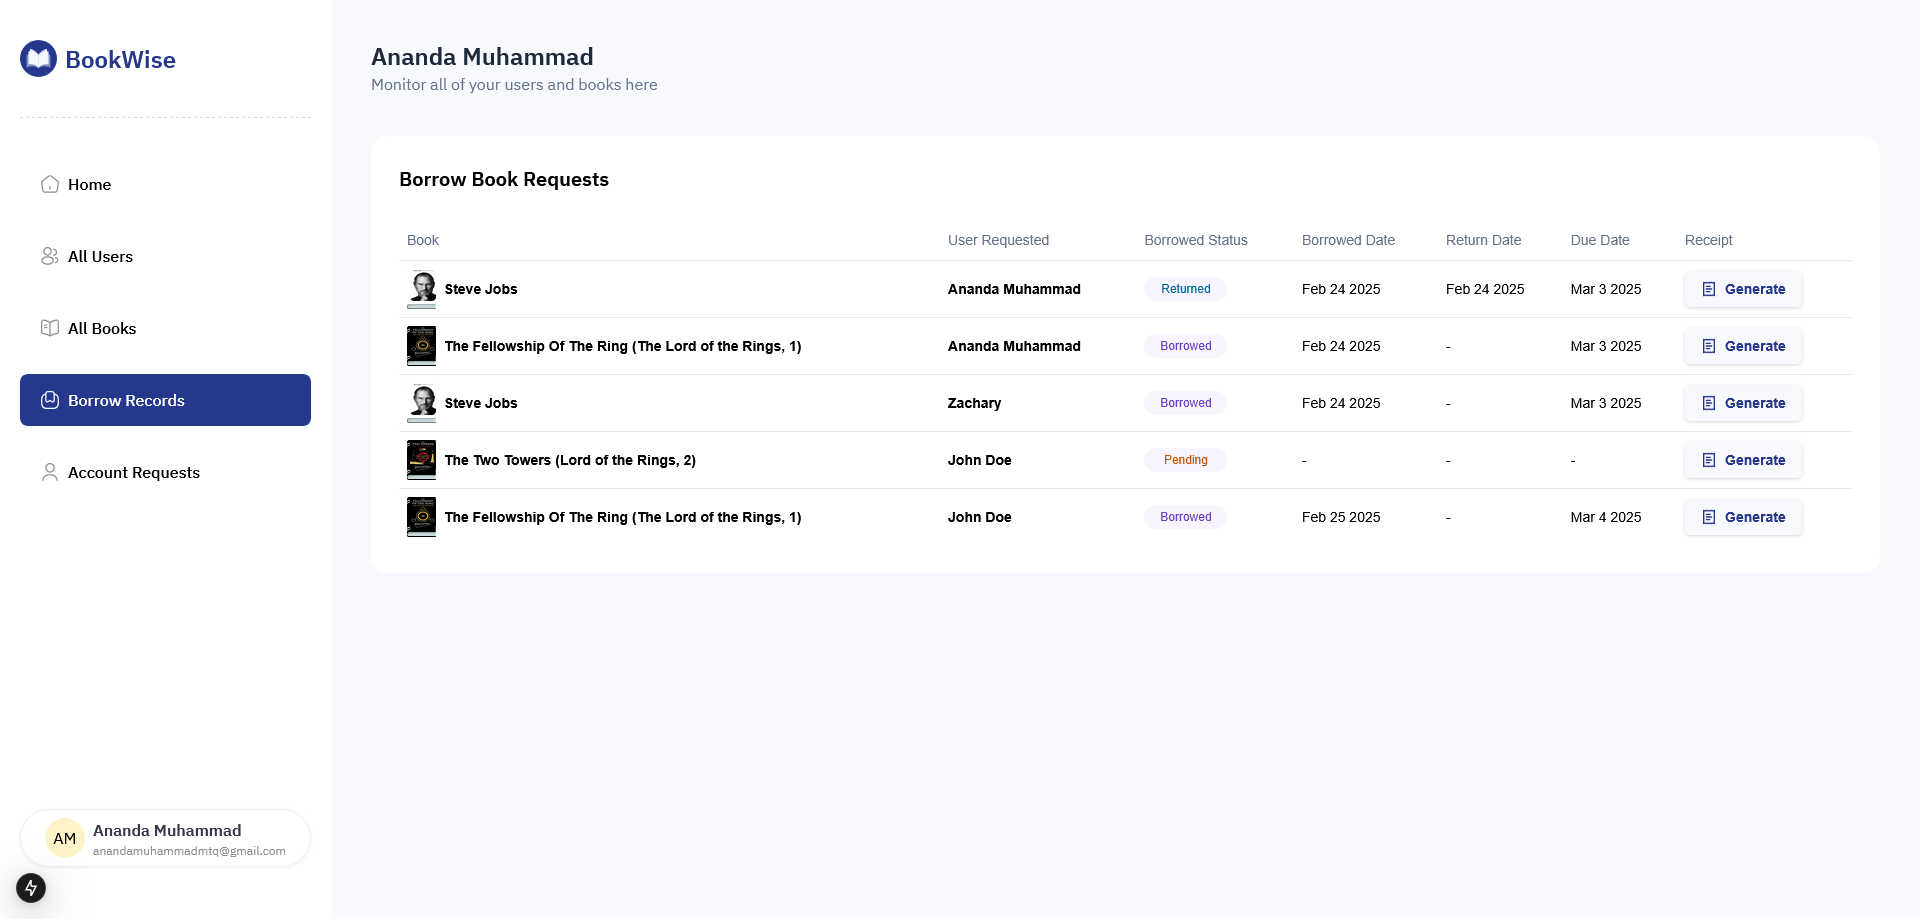 BookWise
Home
All Users
All Books
Borrow Records
Account Requests
AM
Ananda Muhammad
anandamuhammadmtq@gmail.com
Ananda Muhammad
Monitor all of your users and books here
Borrow Book Requests
Book User Requested Borrowed Status Borrowed Date Return Date Due Date Receipt
Steve Jobs Ananda Muhammad Returned Feb 24 2025 Feb 24 2025 Mar 3 2025 Generate
The Fellowship Of The Ring (The Lord of the Rings, 1) Ananda Muhammad Borrowed Feb 24 2025 - Mar 3 2025 Generate
Steve Jobs Zachary Borrowed Feb 24 2025 - Mar 3 2025 Generate
The Two Towers (Lord of the Rings, 2) John Doe Pending - - - Generate
The Fellowship Of The Ring (The Lord of the Rings, 1) John Doe Borrowed Feb 25 2025 - Mar 4 2025 Generate